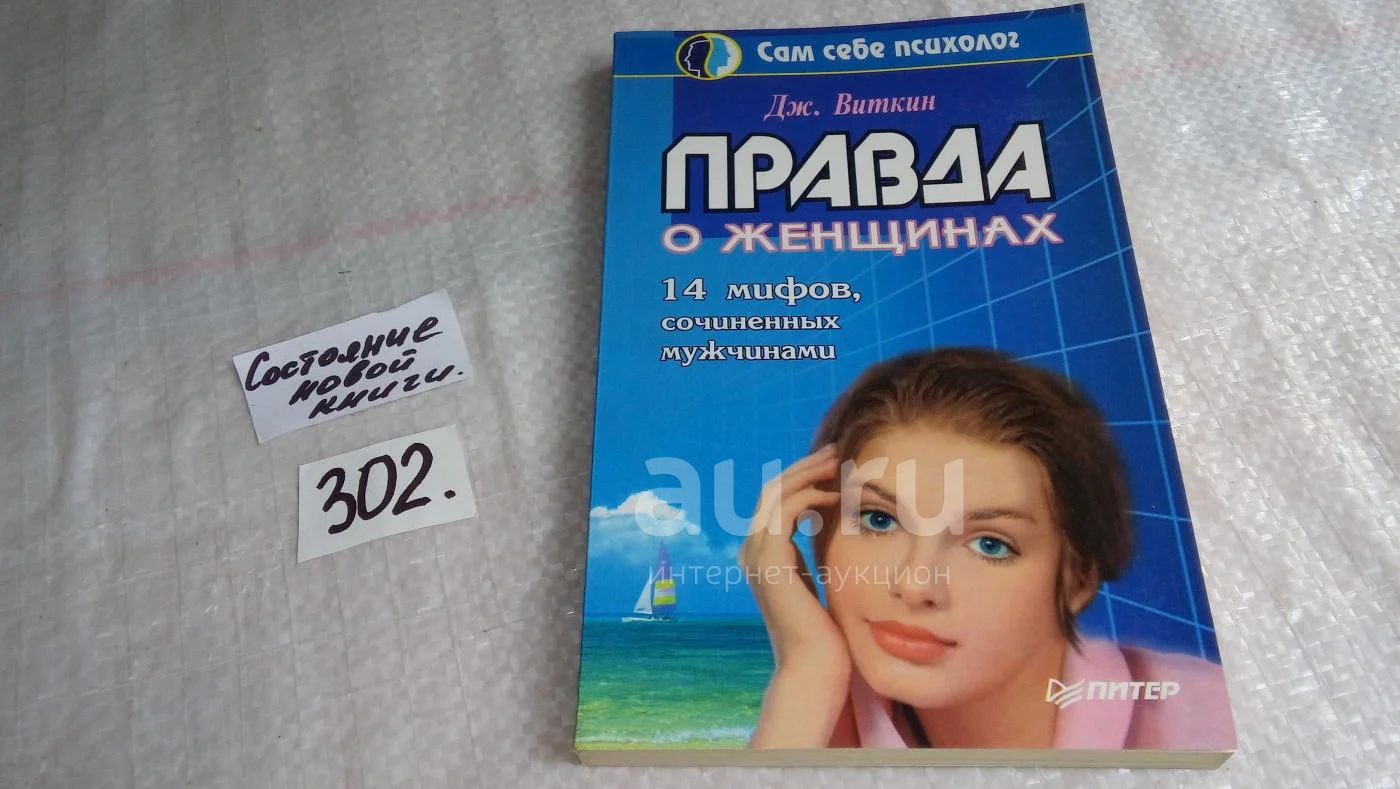 Сам себе психолог
Дж. Виткин
ПРАВДА
О ЖЕНЩИНАХ
14 мифов,
сочиненных
мужчинами
ПИТЕР
Состояние
новой
книги.
302.
au.ru
интернет-аукцион